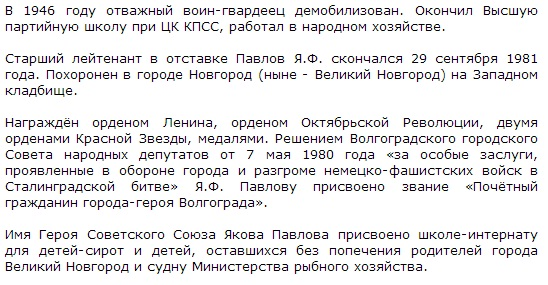 В 1946 году отважный воин-гвардеец демобилизован. Окончил Высшую
партийную школу при ЦК КПСС, работал в народном хозяйстве.
Старший лейтенант в отставке Павлов Я.Ф. скончался 29 сентября 1981
года. Похоронен в городе Новгород (ныне - Великий Новгород) на Западном
кладбище.
Награждён орденом Ленина, орденом Октябрьской Революции, двумя
орденами Красной Звезды, медалями. Решением Волгоградского городского
Совета народных депутатов от 7 мая 1980 года «за особые заслуги,
проявленные в обороне города и разгроме немецко-фашистских войск в
Сталинградской битве» Я.Ф. Павлову присвоено звание «Почётный
гражданин города-героя Волгограда».
Имя Героя Советского Союза Якова Павлова присвоено школе-интернату
для детей-сирот и детей, оставшихся без попечения родителей города
Великий Новгород и судну Министерства рыбного хозяйства.